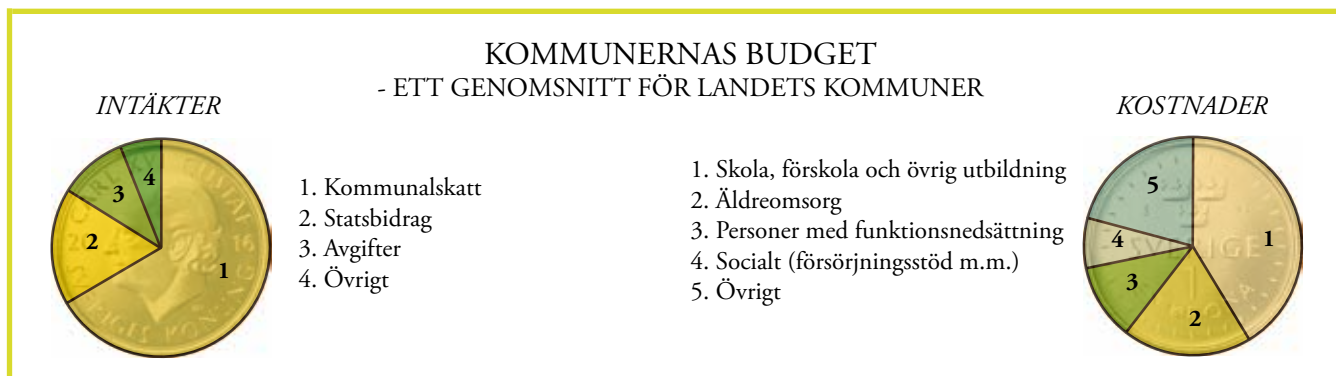 KOMMUNERNAS BUDGET
- ETT GENOMSNITT FÖR LANDETS KOMMUNER
INTÄKTER
1
2
3
4
1. Kommunalskatt
2. Statsbidrag
3. Avgifter
4. Övrigt
KOSTNADER
1. Skola, förskola och övrig utbildning
2. Äldreomsorg
3. Personer med funktionsnedsättning
4. Socialt (försörjningsstöd m.m.)
5. Övrigt
1
2
3
4
5
SVERIGE